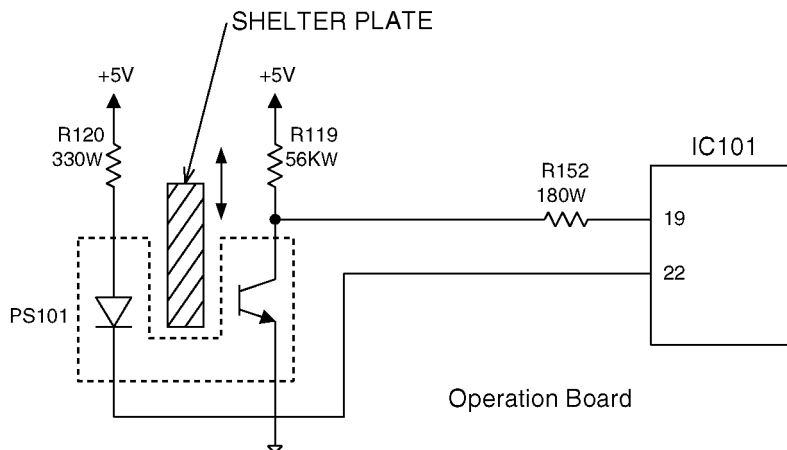 SHELTER PLATE
+5V
+5V
R120
330W
R119
56KW
R152
180W
IC101
19
22
PS101
Operation Board